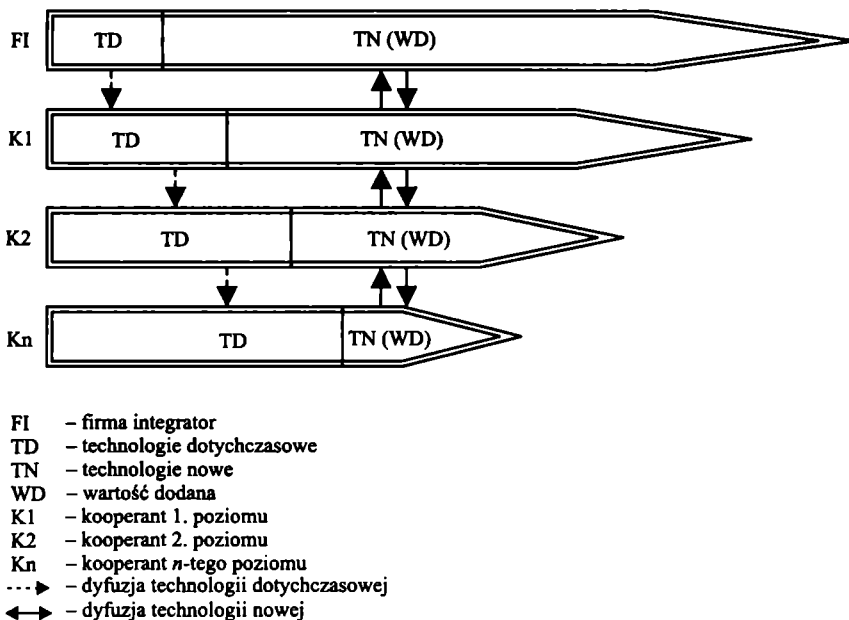 FI TD TN (WD)
K1 TD TN (WD)
K2 TD TN (WD)
Kn TD TN (WD)
FI – firma integrator
TD – technologie dotychczasowe
TN – technologie nowe
WD – wartość dodana
K1 – kooperant 1. poziomu
K2 – kooperant 2. poziomu
Kn – kooperant n-tego poziomu
– dyfuzja technologii dotychczasowej
– dyfuzja technologii nowej